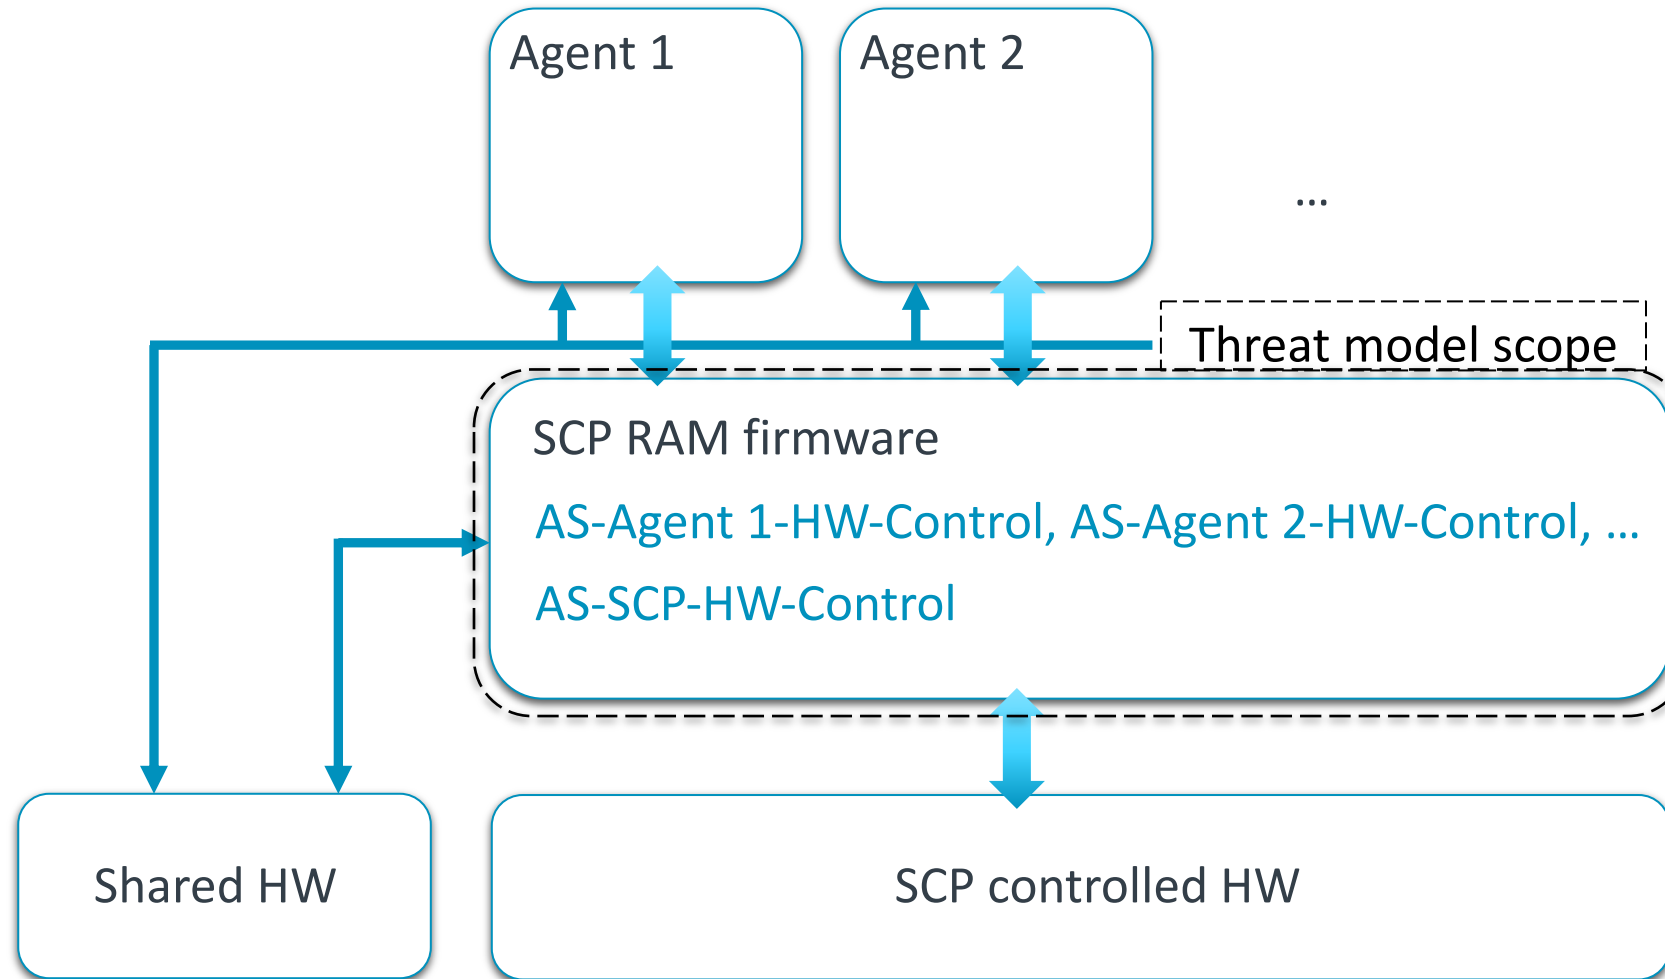 Agent 1
Agent 2
...
Threat model scope
SCP RAM firmware
AS-Agent 1-HW-Control, AS-Agent 2-HW-Control, ...
AS-SCP-HW-Control
Shared HW
SCP controlled HW